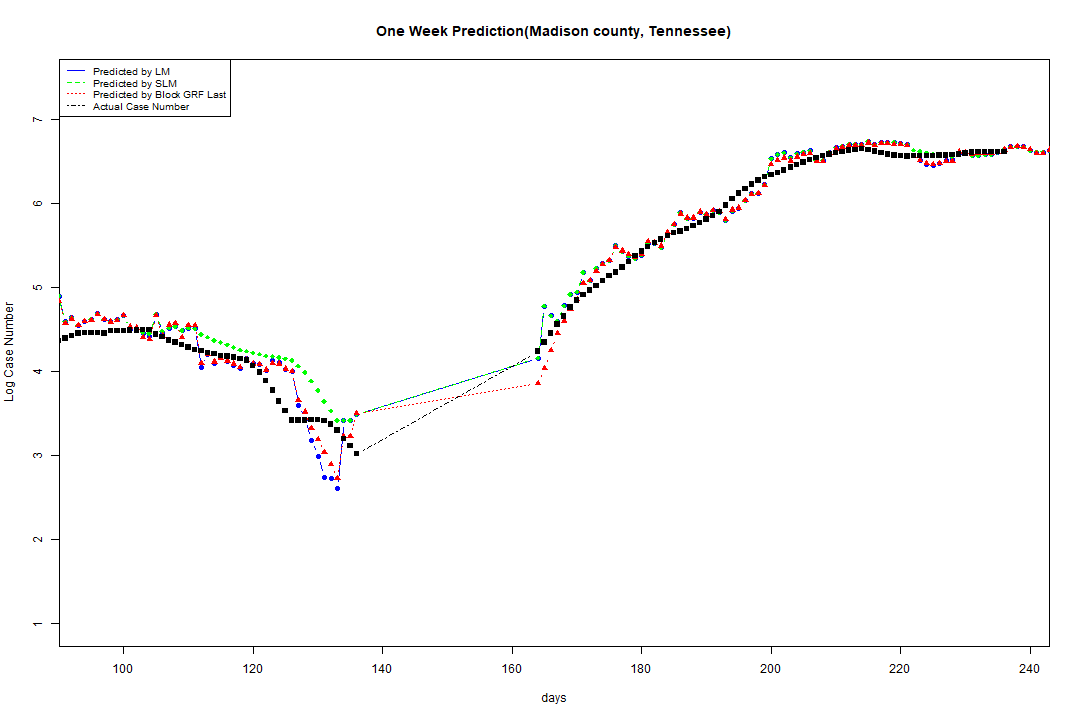 One Week Prediction(Madison county, Tennessee)
Predicted by LM
Predicted by SLM
Predicted by Block GRF Last
Actual Case Number
7
6
5
4
3
2
1
Log Case Number
100 120 140 160 180 200 220 240
days